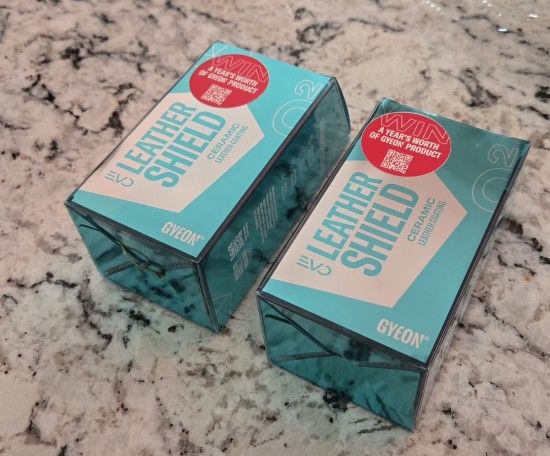 WIN
A YEAR'S WORTH
OF GYEON PRODUCT
Q2
EVO
LEATHER
SHIELD
CERAMIC
LEATHER COATING
GYEON®
WIN
A YEAR'S WORTH
OF GYEON PRODUCT
Q2
EVO
LEATHER
SHIELD
CERAMIC
LEATHER COATING
GYEON®